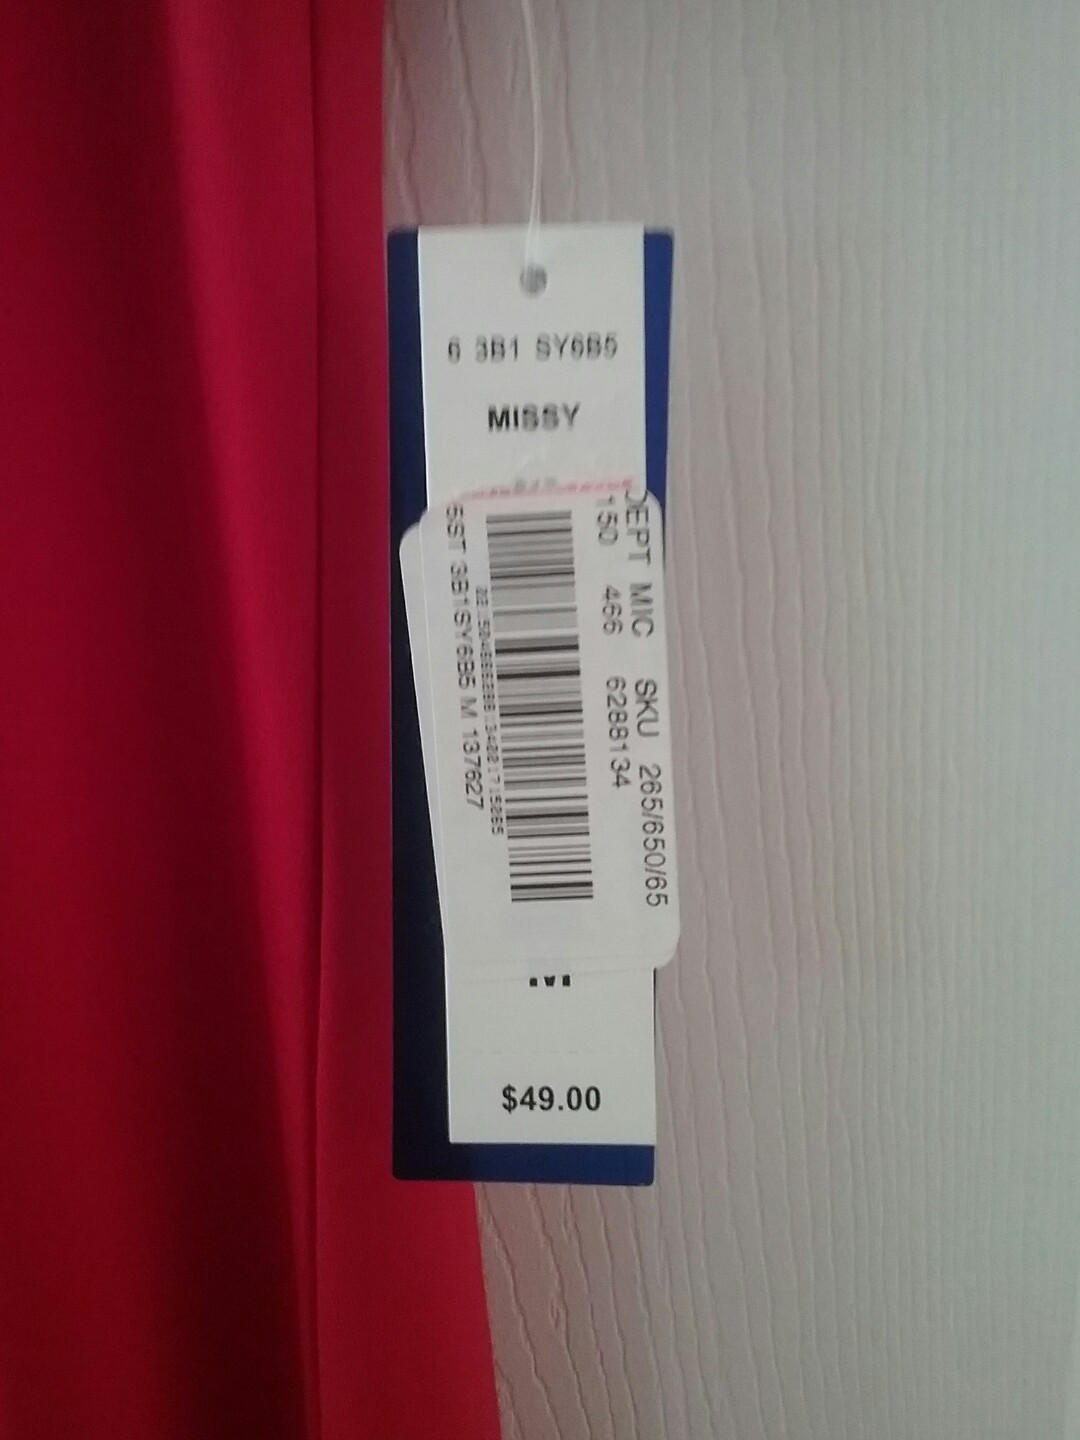 6 3B1 SY6B5
MISSY
DEPT MIC SKU 265/650/65
150 466 6288134
5ST 3B1SY6B5 M 137627
$49.00